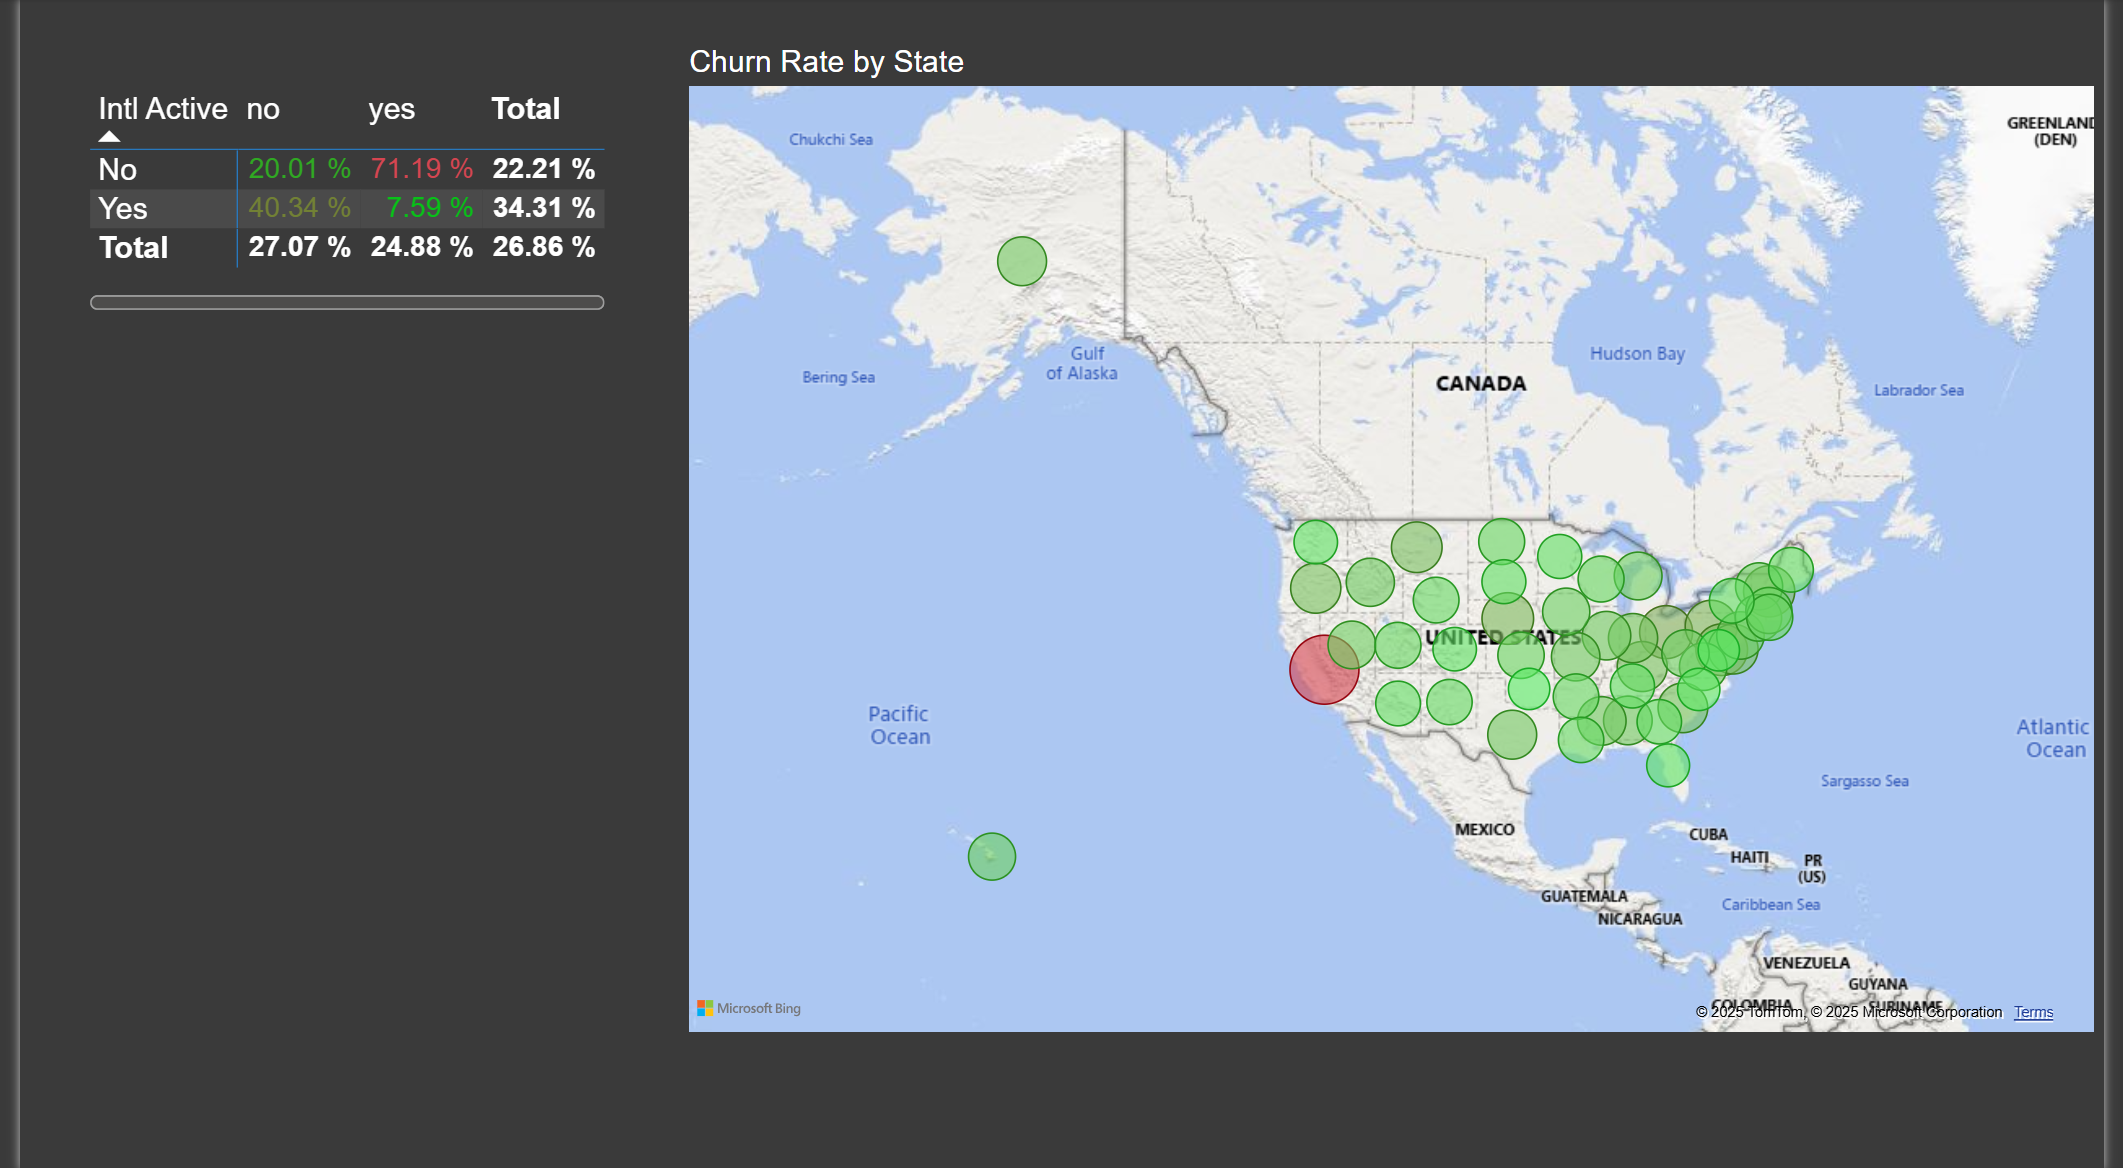 Churn Rate by State
Intl Active no yes Total
No 20.01 % 71.19 % 22.21 %
Yes 40.34 % 7.59 % 34.31 %
Total 27.07 % 24.88 % 26.86 %
Chukchi Sea
GREENLAND
(DEN)
Gulf
of Alaska
Bering Sea
Hudson Bay
CANADA
Labrador Sea
UNITED STATES
Pacific
Ocean
Atlantic
Ocean
Sargasso Sea
MEXICO
CUBA
HAITI
PR
(US)
GUATEMALA
Caribbean Sea
NICARAGUA
VENEZUELA
GUYANA
COLOMBIA
SURINAME
Microsoft Bing
© 2025 TomTom, © 2025 Microsoft Corporation Terms